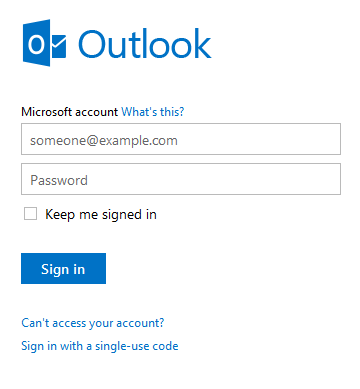 Outlook
Microsoft account What's this?
someone@example.com
Password
Keep me signed in
Sign in
Can't access your account?
Sign in with a single-use code